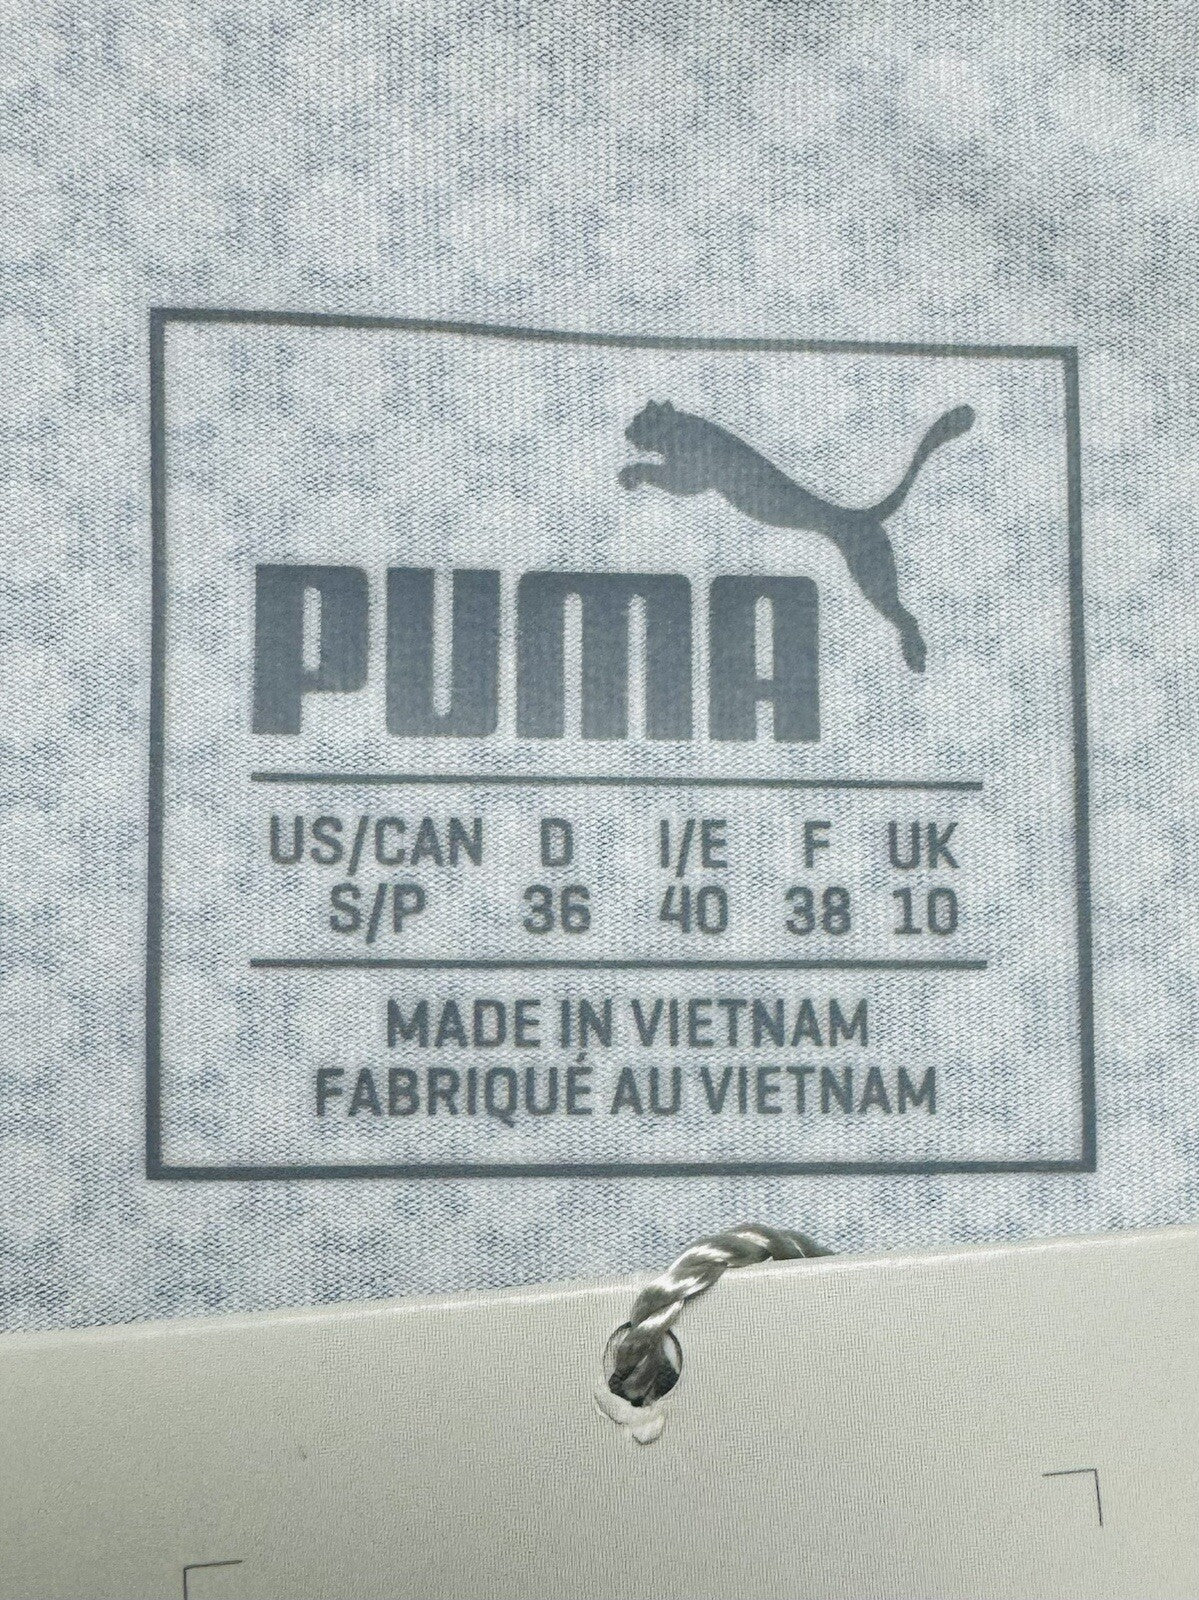 PUMA
US/CAN D I/E F UK
S/P 36 40 38 10
MADE IN VIETNAM
FABRIQUÉ AU VIETNAM